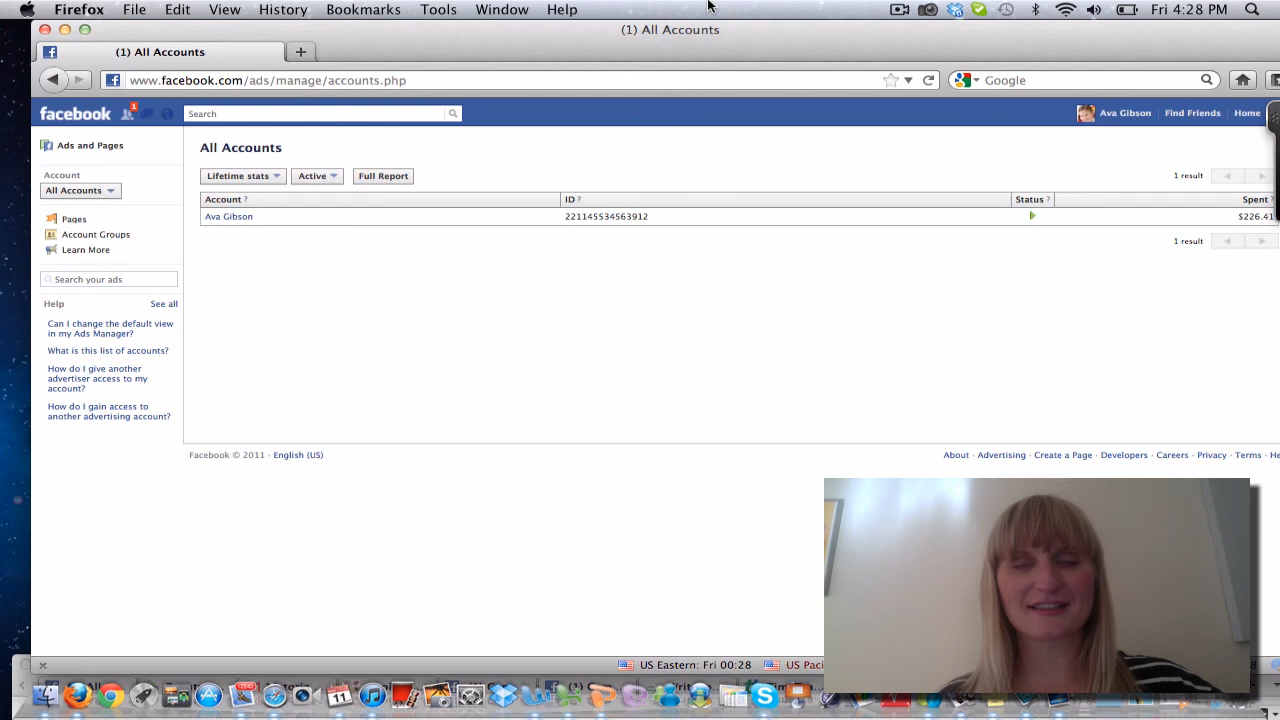 Firefox File Edit View History Bookmarks Tools Window Help Fri 4:28 PM
(1) All Accounts
(1) All Accounts
www.facebook.com/ads/manage/accounts.php Google
facebook 1 Search Ava Gibson Find Friends Home
Ads and Pages
All Accounts
Account
Lifetime stats Active Full Report 1 result
All Accounts
Account ? ID ? Status ? Spent ?
Ava Gibson 221145534563912 $226.41
Pages
Account Groups
1 result
Learn More
Search your ads
Help See all
Can I change the default view
in my Ads Manager?
What is this list of accounts?
How do I give another
advertiser access to my
account?
How do I gain access to
another advertising account?
Facebook © 2011 · English (US) About · Advertising · Create a Page · Developers · Careers · Privacy · Terms ·
US Eastern: Fri 00:28 US
11